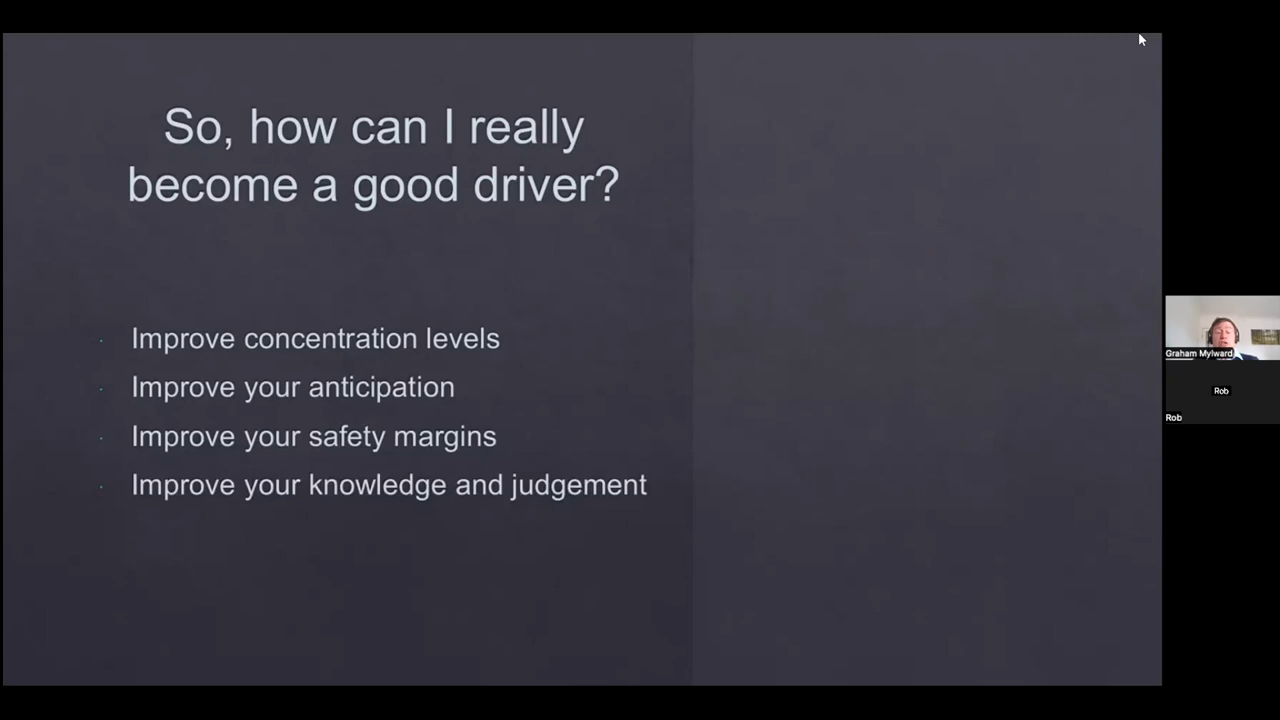 So, how can I really
become a good driver?
Improve concentration levels
Improve your anticipation
Improve your safety margins
Improve your knowledge and judgement
Graham Mylward
Rob
Rob